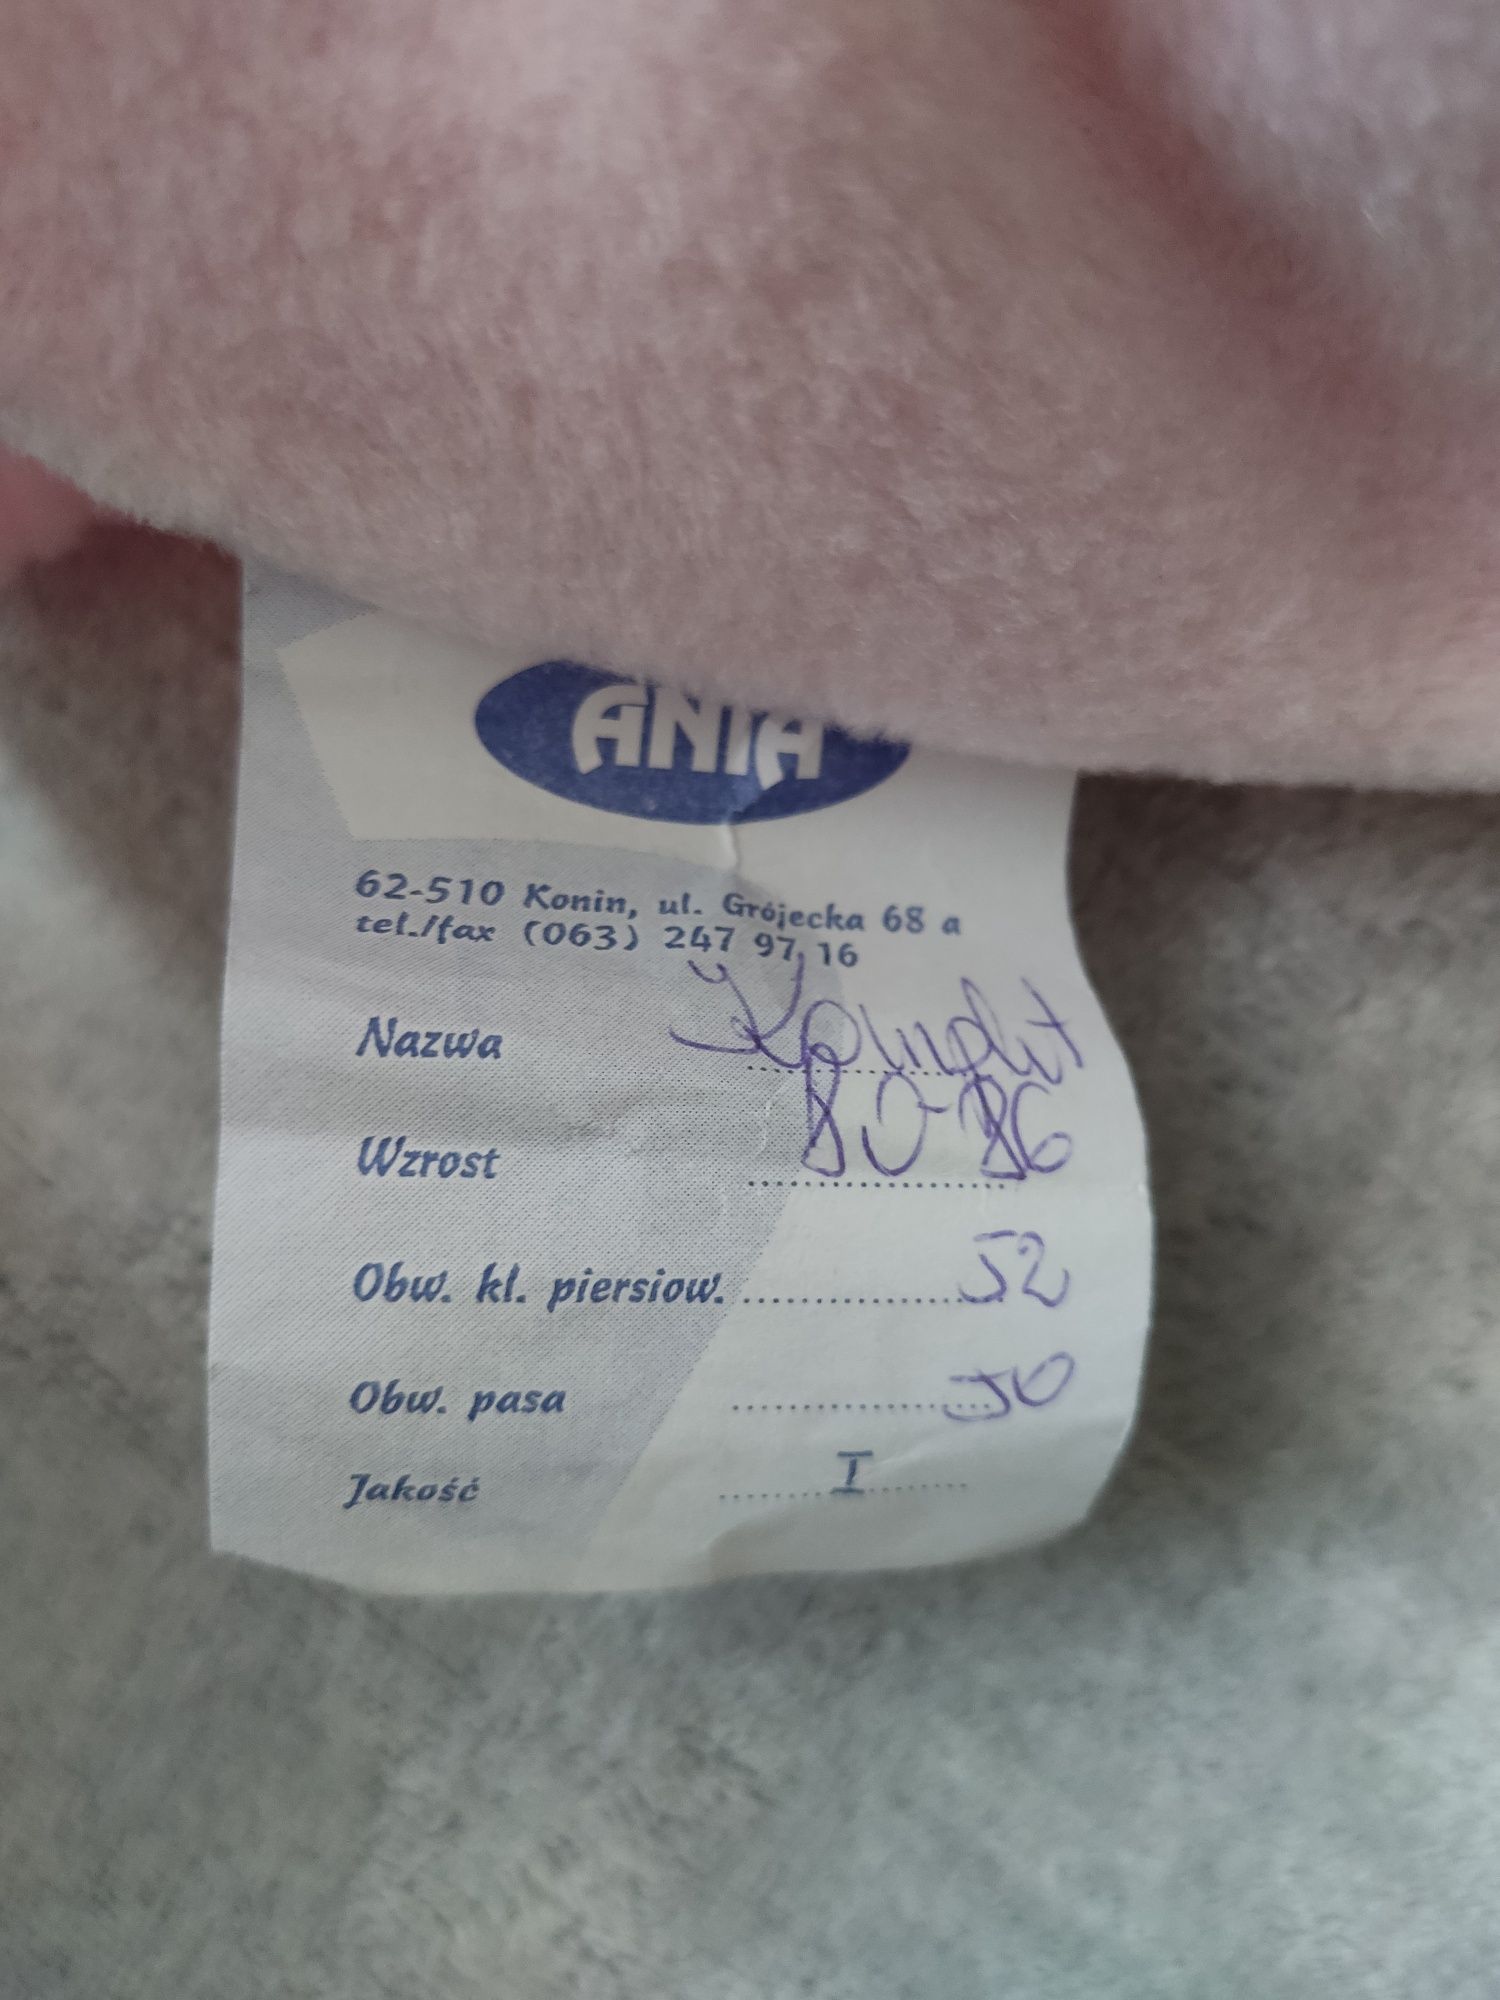 ANIA
62-510 Konin, ul. Grójecka 68 a
tel./fax (063) 247 97 16
Nazwa Komplet
Wzrost 80-86
Obw. kl. piersiow. 52
Obw. pasa 50
Jakość I